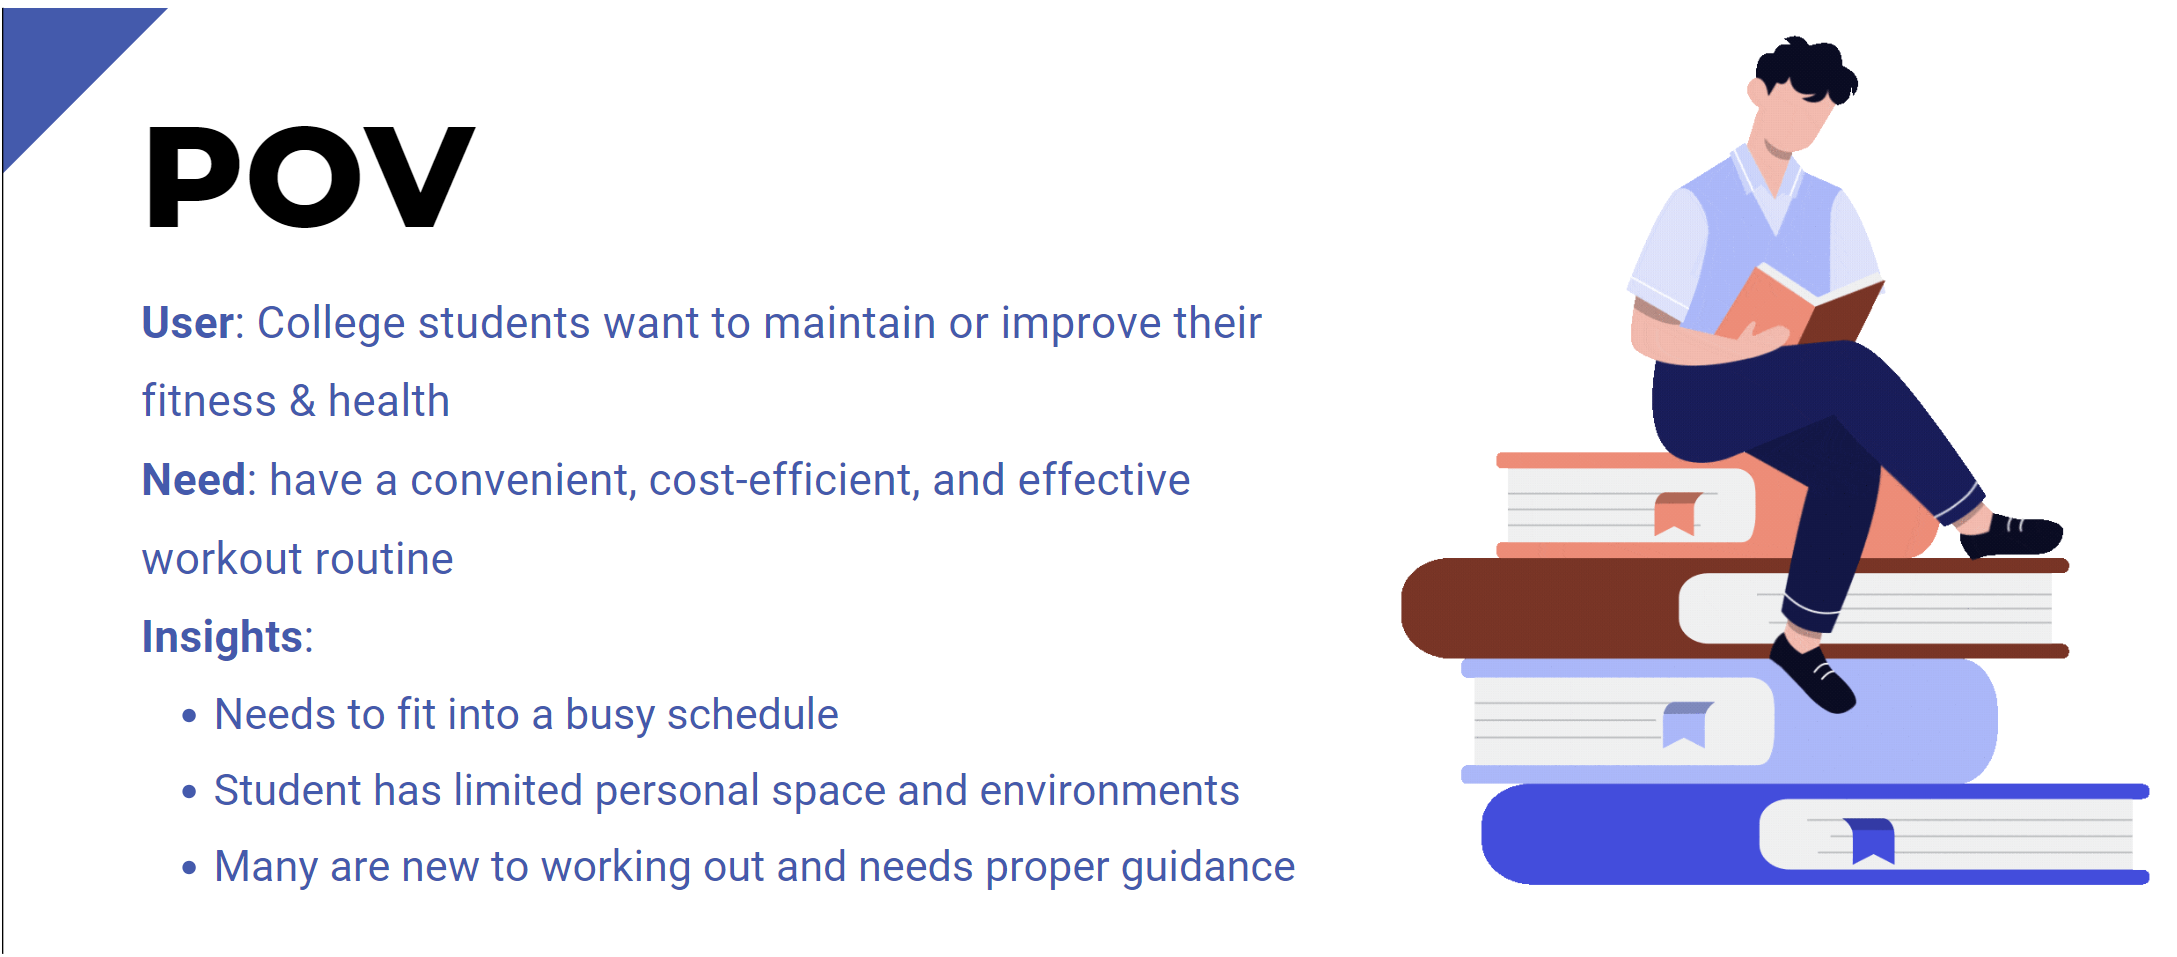 POV
User: College students want to maintain or improve their
fitness & health
Need: have a convenient, cost-efficient, and effective
workout routine
Insights:
• Needs to fit into a busy schedule
• Student has limited personal space and environments
• Many are new to working out and needs proper guidance